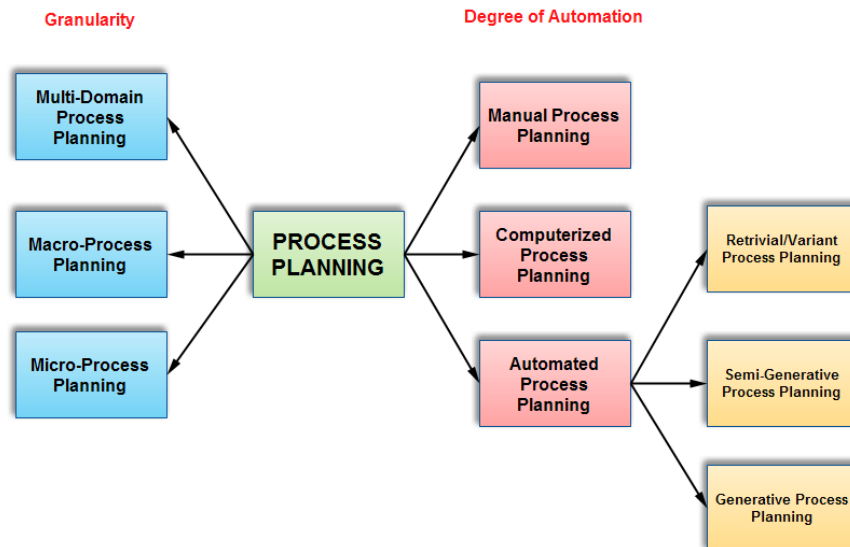 Granularity
Degree of Automation
Multi-Domain
Process
Planning
Macro-Process
Planning
Micro-Process
Planning
PROCESS
PLANNING
Manual Process
Planning
Computerized
Process
Planning
Automated
Process
Planning
Retrivial/Variant
Process Planning
Semi-Generative
Process Planning
Generative Process
Planning